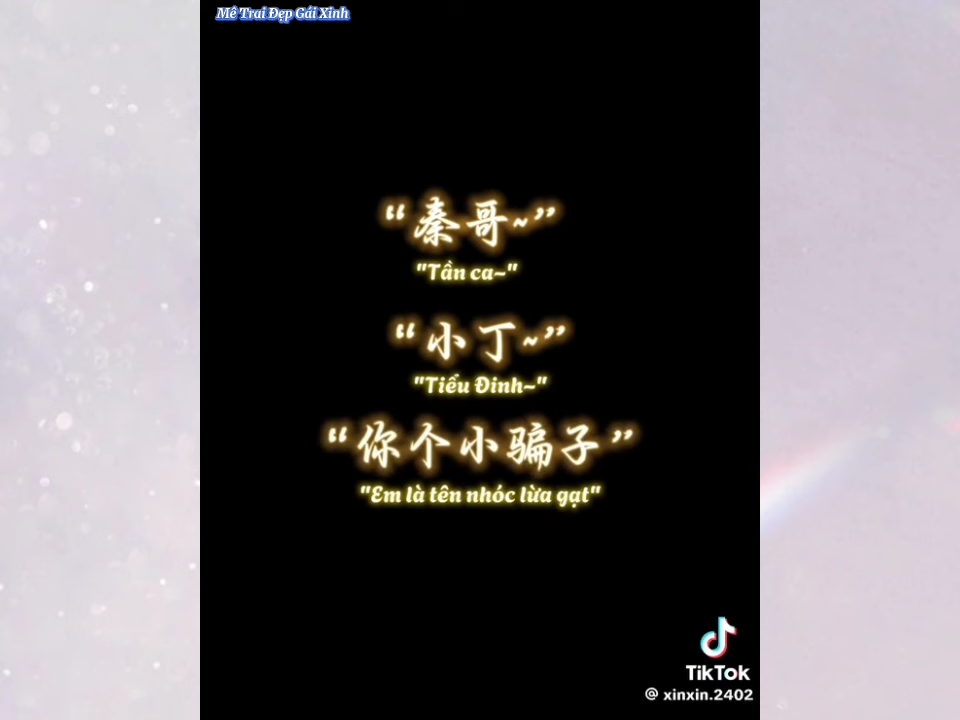 Mê Trai Đẹp Gái Xinh
“秦哥~”
"Tần ca~"
“小丁~”
"Tiểu Đinh~"
“你个小骗子”
"Em là tên nhóc lừa gạt"
TikTok
@ xinxin.2402